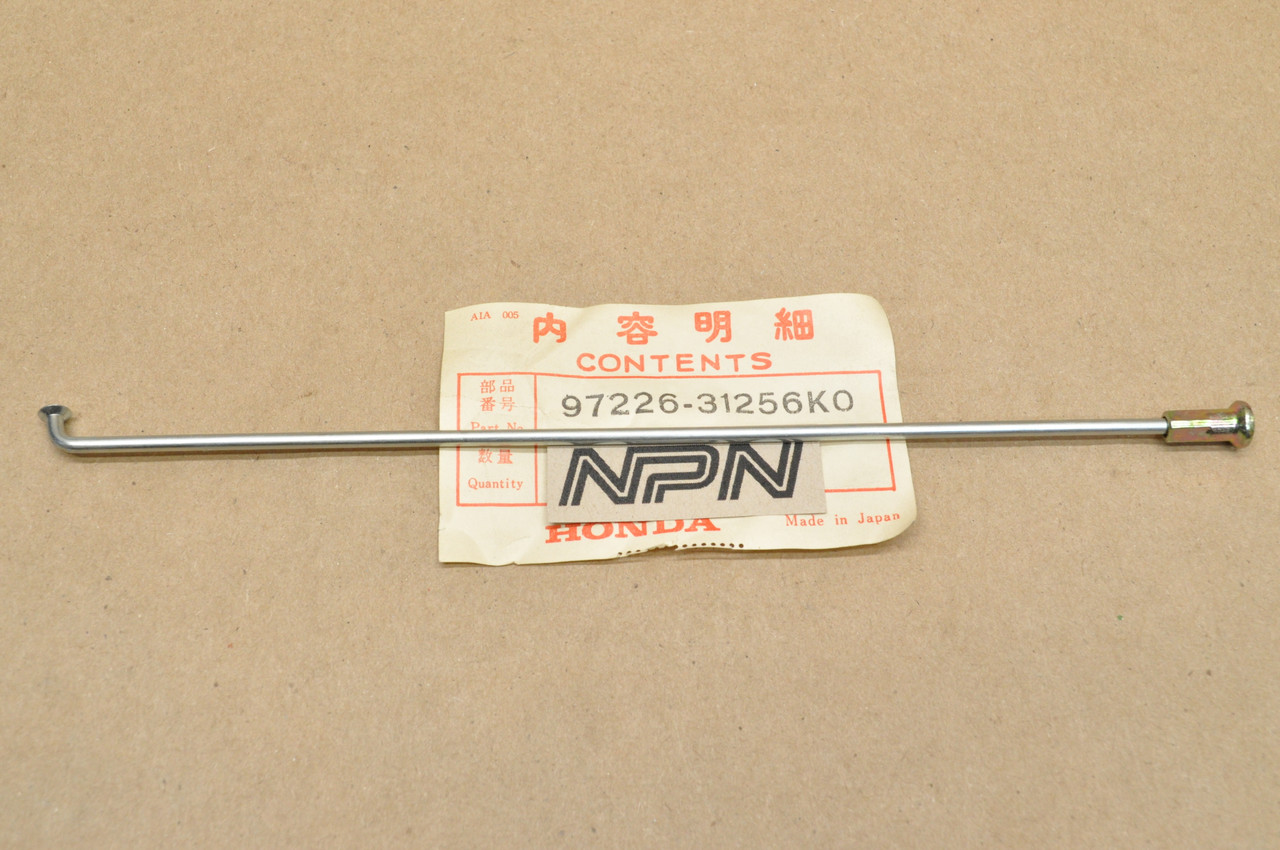 AIA 005
内容明細
CONTENTS
部品
番号
97226-31256K0
Part No
数量
Quantity
NPN
HONDA
Made in Japan